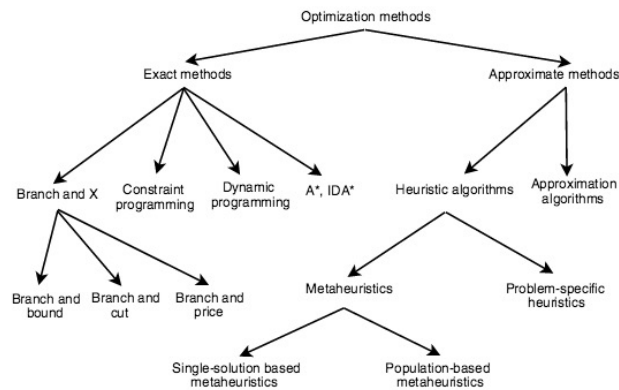 Optimization methods
Exact methods
Approximate methods
Branch and X
Constraint
programming
Dynamic
programming
A*, IDA*
Heuristic algorithms
Approximation
algorithms
Branch and
bound
Branch and
cut
Branch and
price
Metaheuristics
Problem-specific
heuristics
Single-solution based
metaheuristics
Population-based
metaheuristics